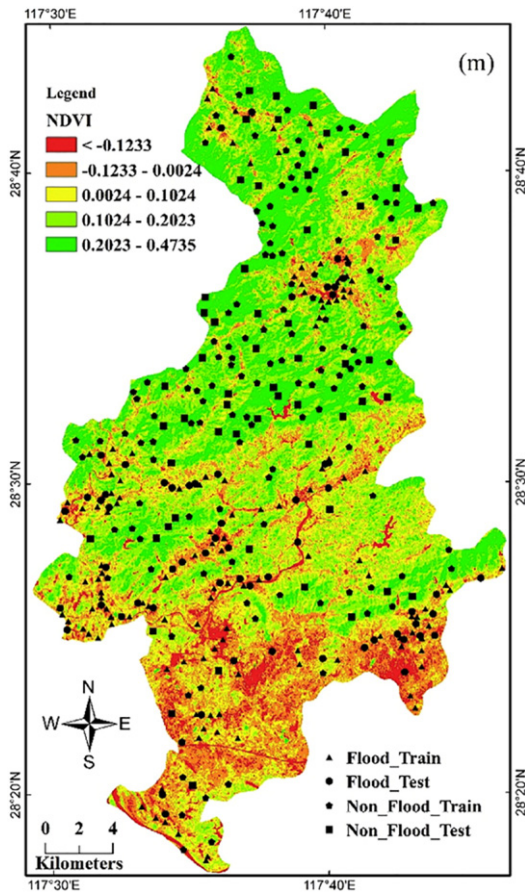 117°30'E 117°40'E
(m)
Legend
NDVI
< -0.1233
-0.1233 - 0.0024
0.0024 - 0.1024
0.1024 - 0.2023
0.2023 - 0.4735
28°40'N 28°40'N
28°30'N 28°30'N
28°20'N 28°20'N
N
W E
S
0 2 4
Kilometers
Flood_Train
Flood_Test
Non_Flood_Train
Non_Flood_Test
117°30'E 117°40'E